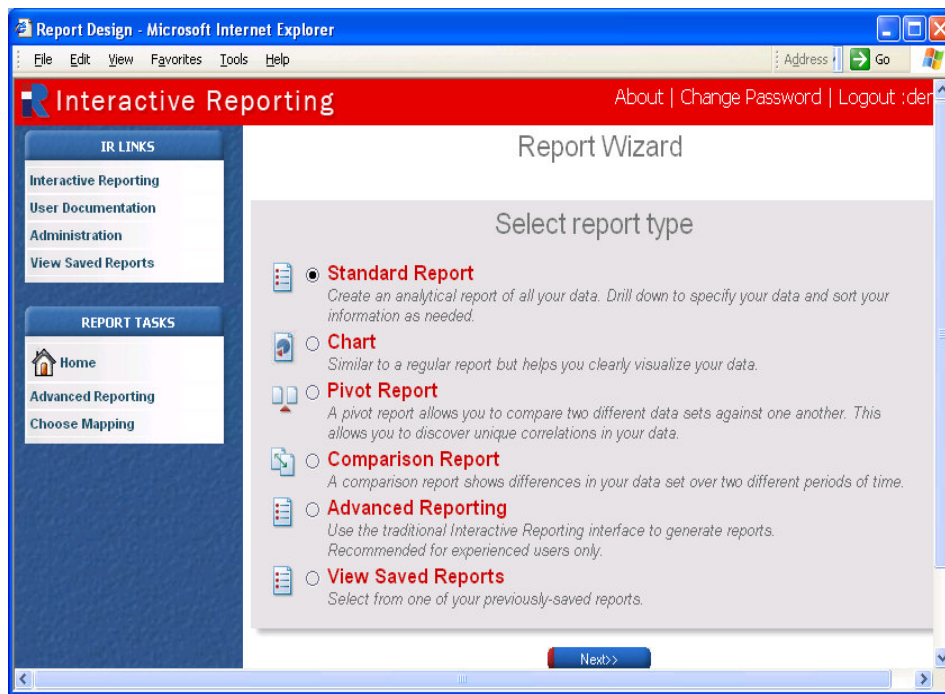 Report Design - Microsoft Internet Explorer
File Edit View Favorites Tools Help
Address
Go
Interactive Reporting
About | Change Password | Logout :der
IR LINKS
Interactive Reporting
User Documentation
Administration
View Saved Reports
REPORT TASKS
Home
Advanced Reporting
Choose Mapping
Report Wizard
Select report type
Standard Report
Create an analytical report of all your data. Drill down to specify your data and sort your
information as needed.
Chart
Similar to a regular report but helps you clearly visualize your data.
Pivot Report
A pivot report allows you to compare two different data sets against one another. This
allows you to discover unique correlations in your data.
Comparison Report
A comparison report shows differences in your data set over two different periods of time.
Advanced Reporting
Use the traditional Interactive Reporting interface to generate reports.
Recommended for experienced users only.
View Saved Reports
Select from one of your previously-saved reports.
Next>>